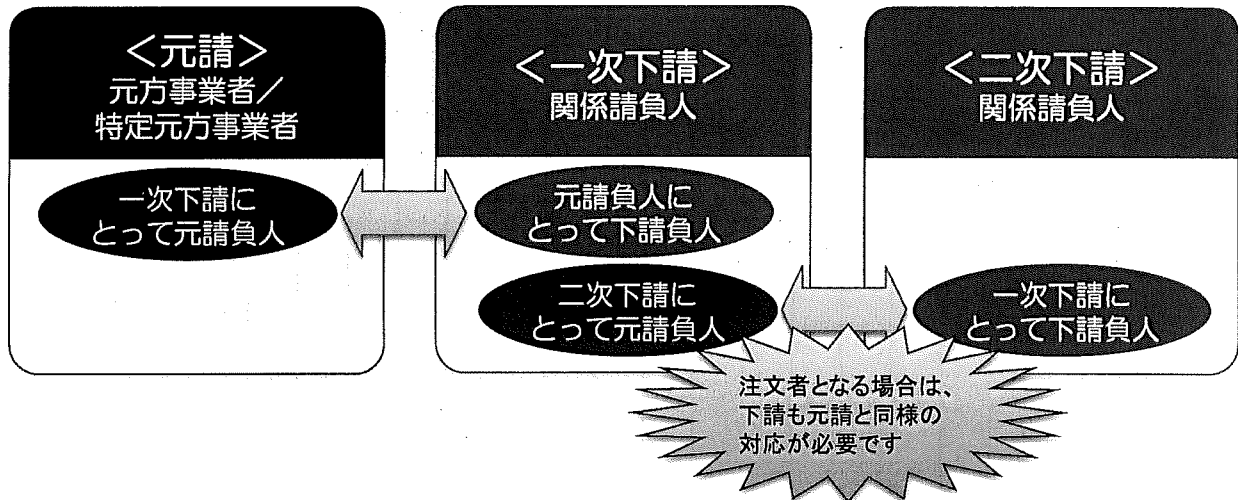 ＜元請＞
元方事業者／
特定元方事業者
一次下請に
とって元請負人
＜一次下請＞
関係請負人
元請負人に
とって下請負人
二次下請に
とって元請負人
＜二次下請＞
関係請負人
一次下請に
とって下請負人
注文者となる場合は、
下請も元請と同様の
対応が必要です